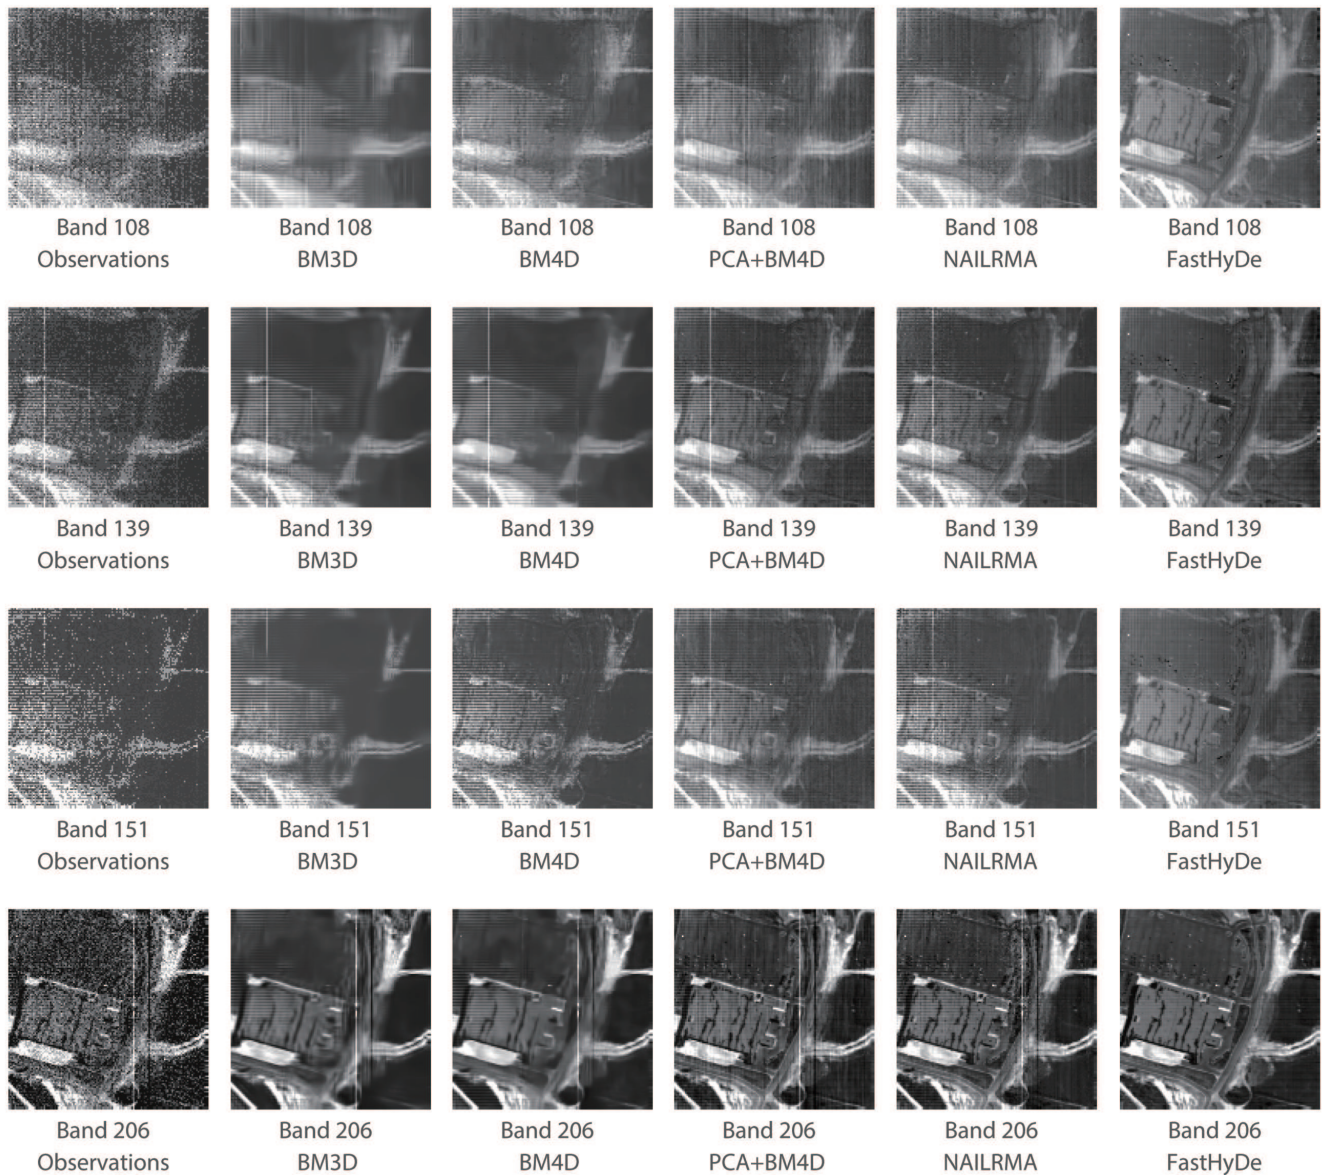 Band 108 Band 108 Band 108 Band 108 Band 108 Band 108
Observations BM3D BM4D PCA+BM4D NAILRMA FastHyDe
Band 139 Band 139 Band 139 Band 139 Band 139 Band 139
Observations BM3D BM4D PCA+BM4D NAILRMA FastHyDe
Band 151 Band 151 Band 151 Band 151 Band 151 Band 151
Observations BM3D BM4D PCA+BM4D NAILRMA FastHyDe
Band 206 Band 206 Band 206 Band 206 Band 206 Band 206
Observations BM3D BM4D PCA+BM4D NAILRMA FastHyDe